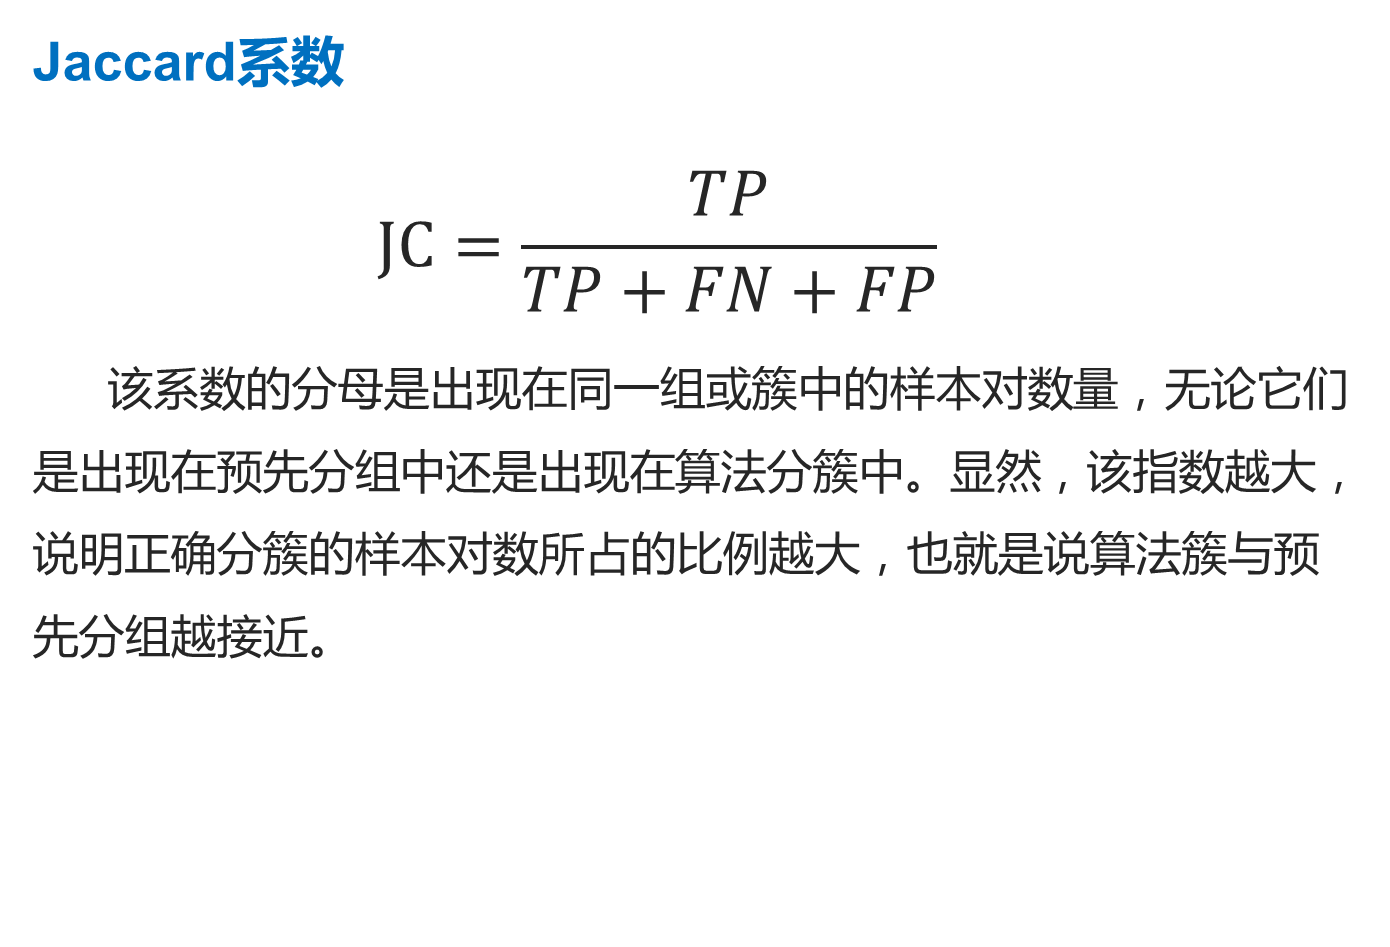 Jaccard系数
JC = \frac{TP}{TP + FN + FP}
该系数的分母是出现在同一组或簇中的样本对数量，无论它们
是出现在预先分组中还是出现在算法分簇中。显然，该指数越大，
说明正确分簇的样本对数所占的比例越大，也就是说算法簇与预
先分组越接近。